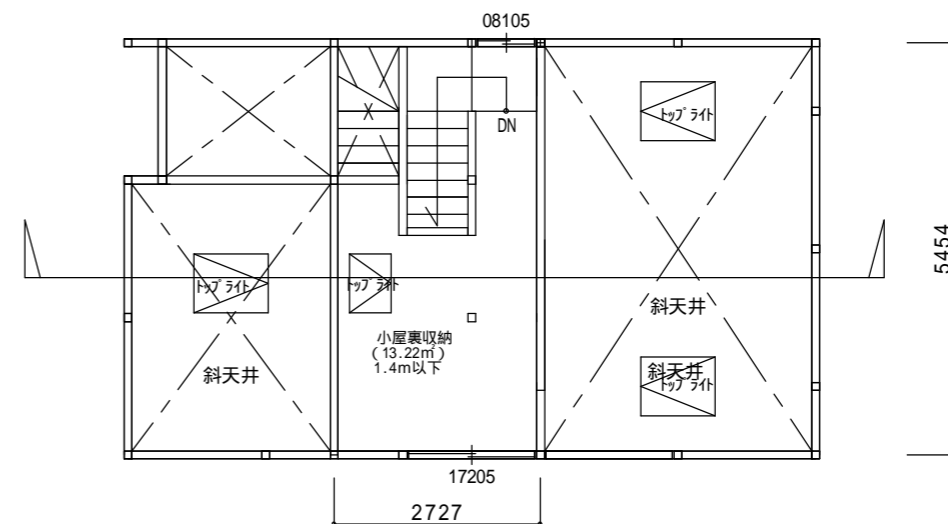 08105
トップライト
DN
5454
トップライト
トップライト
斜天井
小屋裏収納
(13.22㎡)
1.4m以下
斜天井
斜天井
トップライト
17205
2727